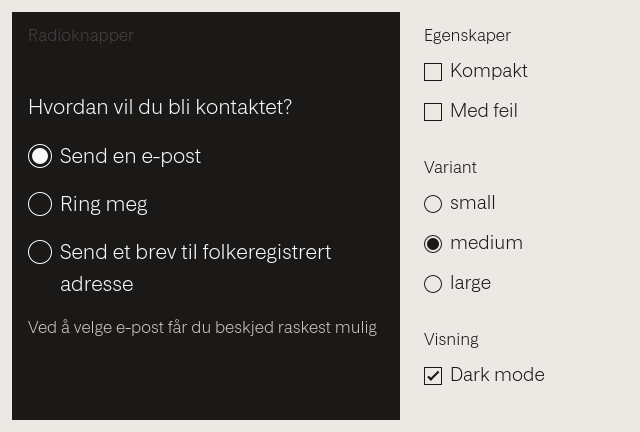 Radioknapper
Hvordan vil du bli kontaktet?
Send en e-post
Ring meg
Send et brev til folkeregistrert
adresse
Ved å velge e-post får du beskjed raskest mulig
Egenskaper
Kompakt
Med feil
Variant
small
medium
large
Visning
Dark mode